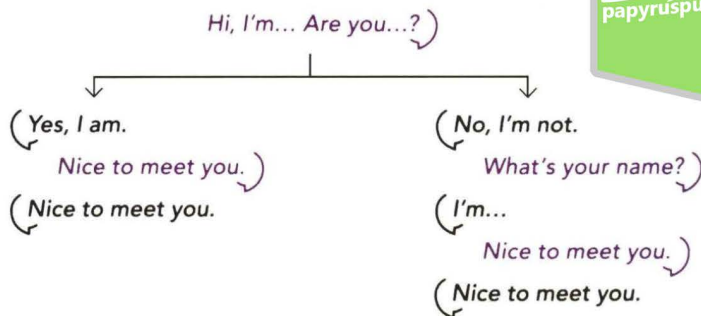 Hi, I'm... Are you...?
Yes, I am.
Nice to meet you.
Nice to meet you.
No, I'm not.
What's your name?
I'm...
Nice to meet you.
Nice to meet you.